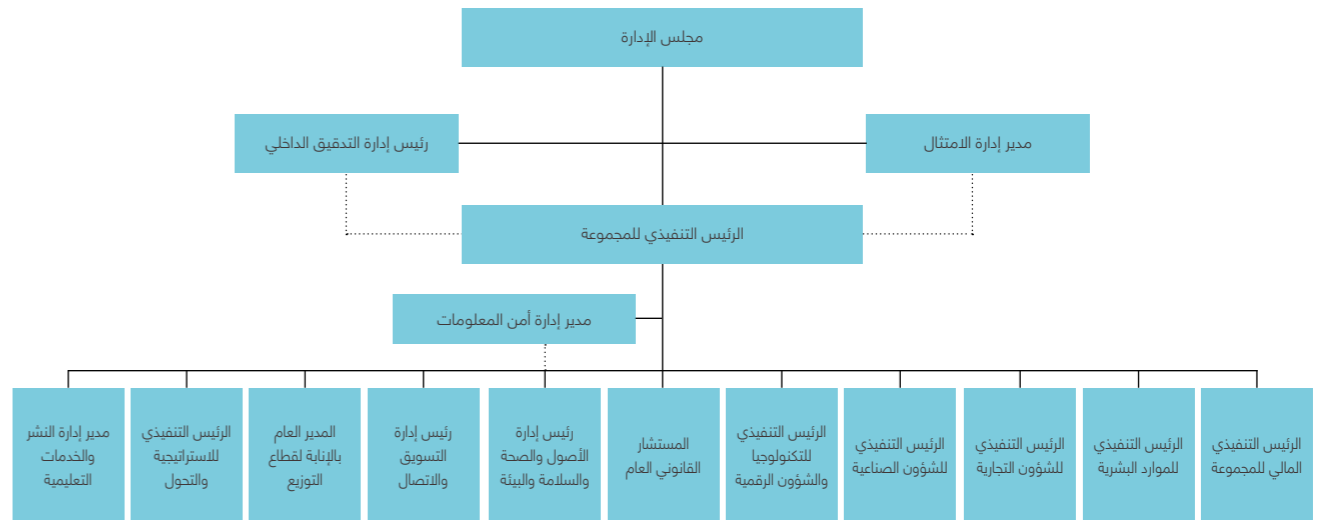 مجلس الإدارة
مدير إدارة الامتثال
رئيس إدارة التدقيق الداخلي
الرئيس التنفيذي للمجموعة
مدير إدارة أمن المعلومات
الرئيس التنفيذي
المالي للمجموعة
الرئيس التنفيذي
للموارد البشرية
الرئيس التنفيذي
للشؤون التجارية
الرئيس التنفيذي
للشؤون الصناعية
الرئيس التنفيذي
للتكنولوجيا
والشؤون الرقمية
المستشار
القانوني العام
رئيس إدارة
الأصول والصحة
والسلامة والبيئة
رئيس إدارة
التسويق
والاتصال
المدير العام
بالإنابة لقطاع
التوزيع
الرئيس التنفيذي
للاستراتيجية
والتحول
مدير إدارة النشر
والخدمات
التعليمية